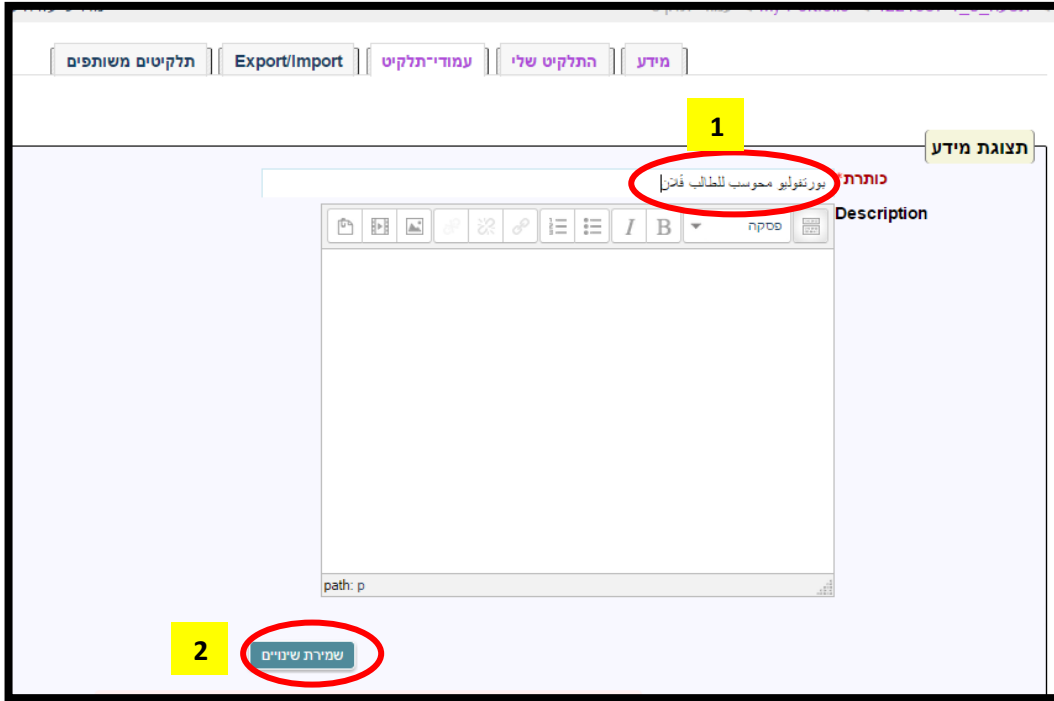 מידע התלקיט שלי עמודי־תלקיט Export/Import תלקיטים משותפים
1
תצוגת מידע
כותרת* بورتفوليو محوسب للطالب فُلان
Description
פסקה B I
path: p
2 שמירת שינויים